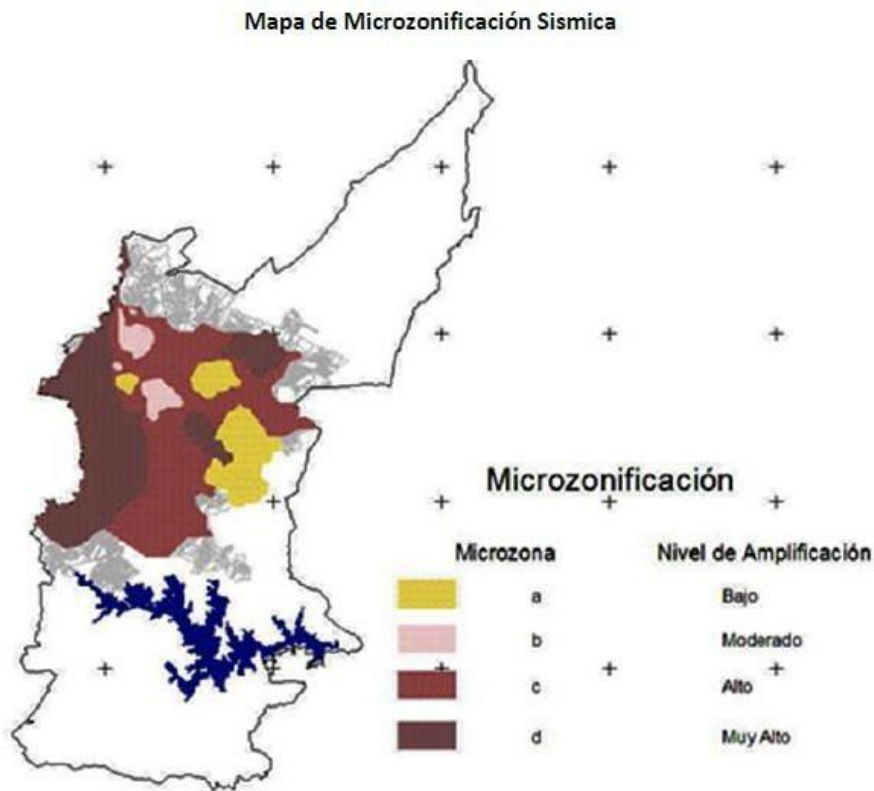 Mapa de Microzonificación Sismica
Microzonificación
Microzona Nivel de Amplificación
a Bajo
b Moderado
c Alto
d Muy Alto